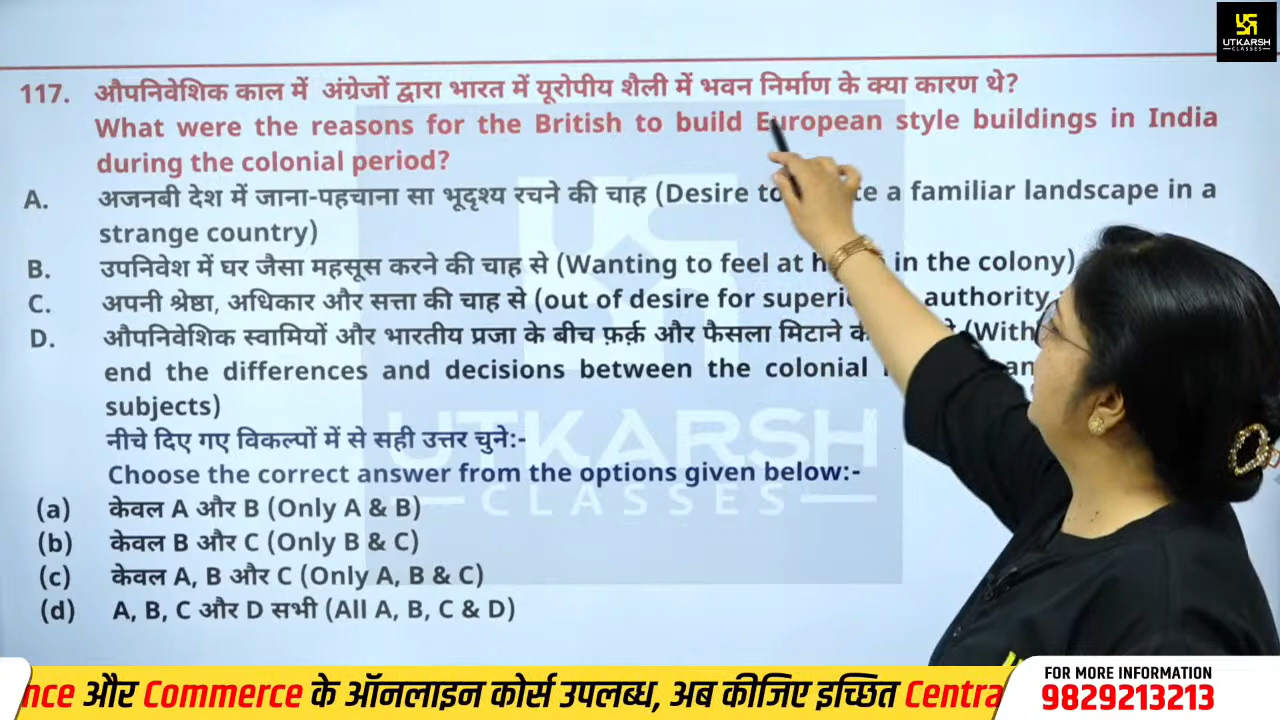 UTKARSH
CLASSES
117. औपनिवेशिक काल में अंग्रेजों द्वारा भारत में यूरोपीय शैली में भवन निर्माण के क्या कारण थे?
What were the reasons for the British to build European style buildings in India
during the colonial period?
A. अजनबी देश में जाना-पहचाना सा भूदृश्य रचने की चाह (Desire to a familiar landscape in a
strange country)
B. उपनिवेश में घर जैसा महसूस करने की चाह से (Wanting to feel at in the colony)
C. अपनी श्रेष्ठा, अधिकार और सत्ता की चाह से (out of desire for authority
D. औपनिवेशिक स्वामियों और भारतीय प्रजा के बीच फ़र्क़ और फैसला मिटाने (With
end the differences and decisions between the colonial
subjects)
नीचे दिए गए विकल्पों में से सही उत्तर चुने:-
Choose the correct answer from the options given below:-
(a) केवल A और B (Only A & B)
(b) केवल B और C (Only B & C)
(c) केवल A, B और C (Only A, B & C)
(d) A, B, C और D सभी (All A, B, C & D)
UTKARSH
CLASSES
और Commerce के ऑनलाइन कोर्स उपलब्ध, अब कीजिए इच्छित
FOR MORE INFORMATION
9829213213